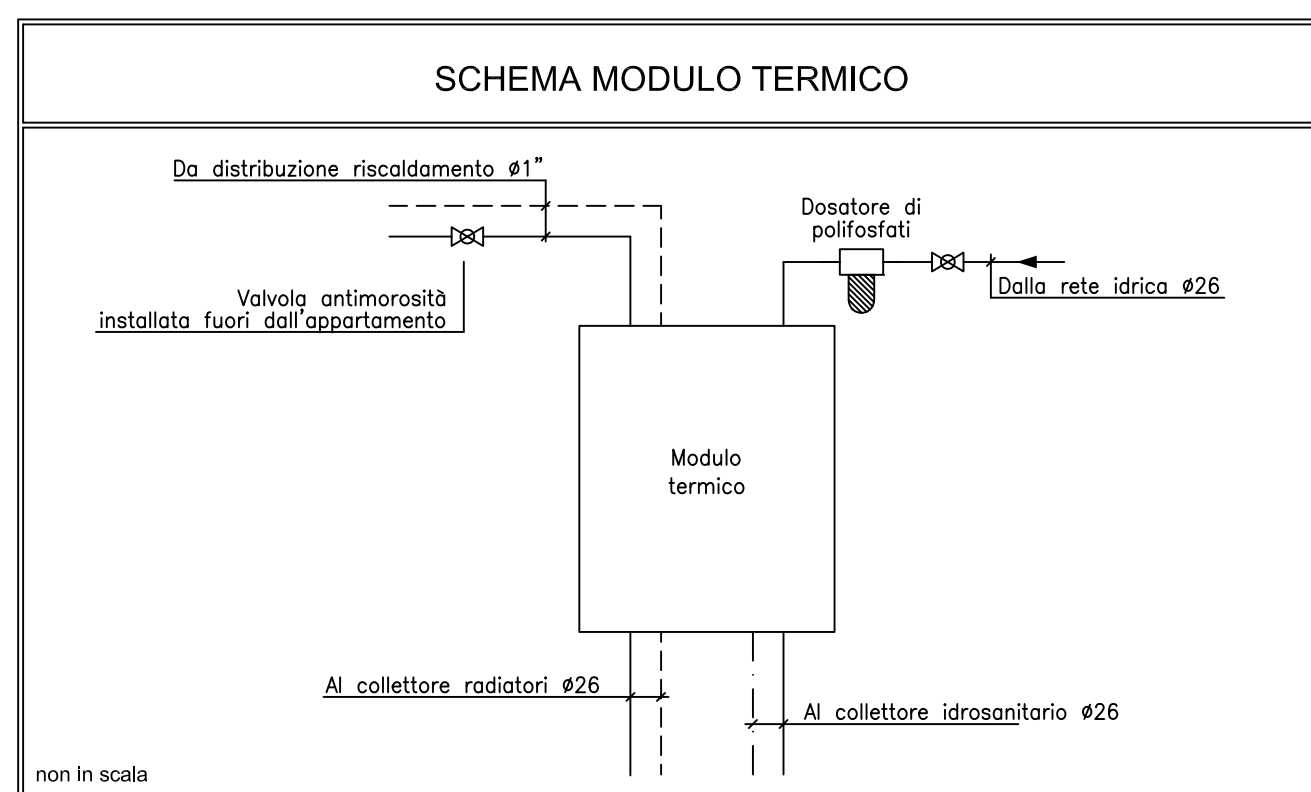 SCHEMA MODULO TERMICO
Da distribuzione riscaldamento ø1”
Dosatore di
polifosfati
Valvola antimorosità
installata fuori dall'appartamento
Dalla rete idrica ø26
Modulo
termico
Al collettore radiatori ø26
Al collettore idrosanitario ø26
non in scala